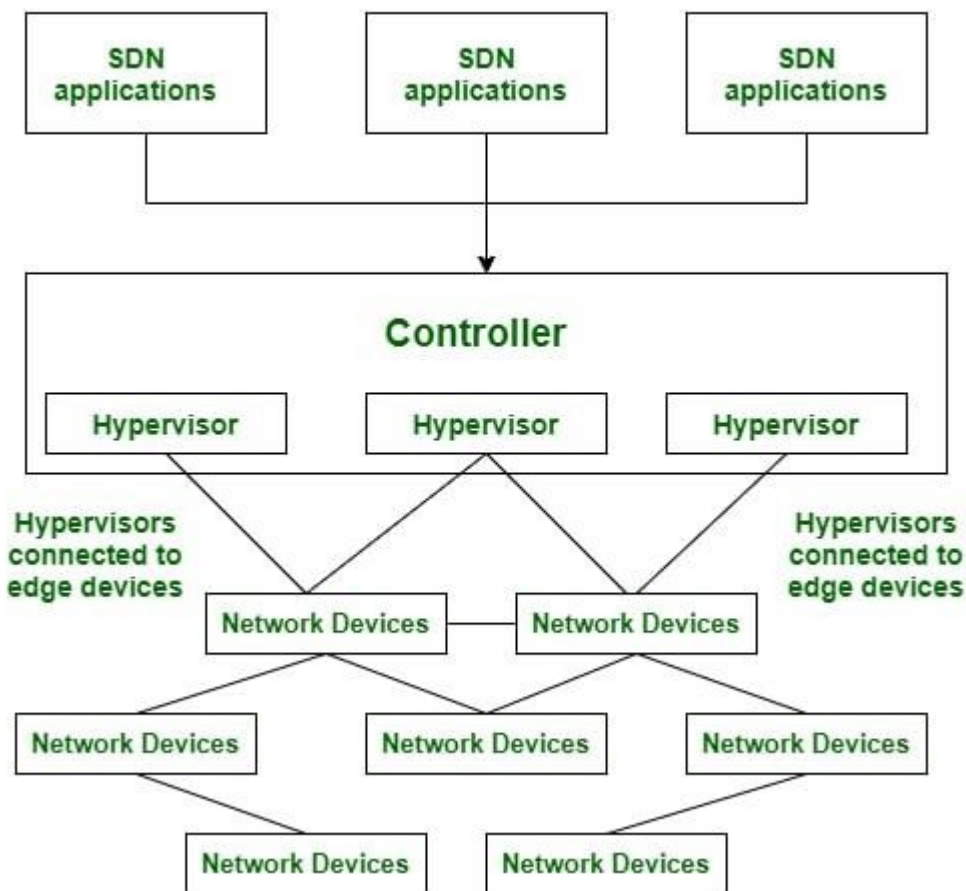 SDN
applications
SDN
applications
SDN
applications
Controller
Hypervisor
Hypervisor
Hypervisor
Hypervisors
connected to
edge devices
Hypervisors
connected to
edge devices
Network Devices
Network Devices
Network Devices
Network Devices
Network Devices
Network Devices
Network Devices